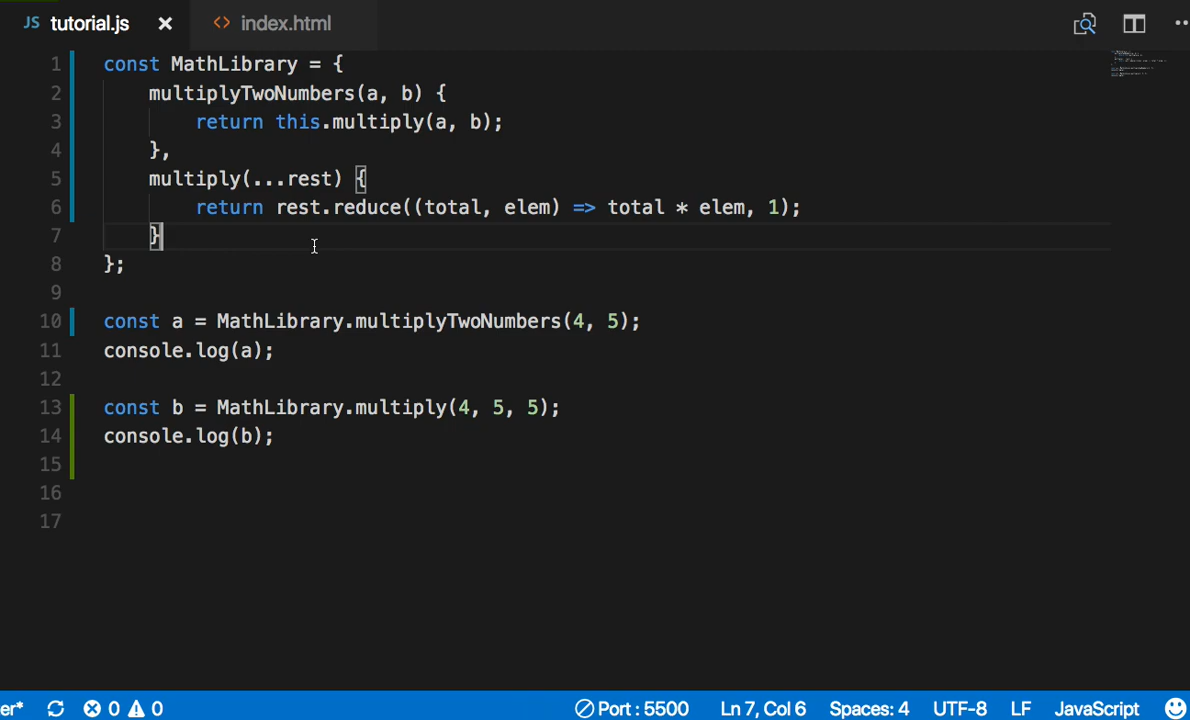 JS tutorial.js × <> index.html
1 const MathLibrary = {
2 multiplyTwoNumbers(a, b) {
3 return this.multiply(a, b);
4 },
5 multiply(...rest) {
6 return rest.reduce((total, elem) => total * elem, 1);
7 }
8 };
9
10 const a = MathLibrary.multiplyTwoNumbers(4, 5);
11 console.log(a);
12
13 const b = MathLibrary.multiply(4, 5, 5);
14 console.log(b);
15
16
17
er* 0 0 Port : 5500 Ln 7, Col 6 Spaces: 4 UTF-8 LF JavaScript